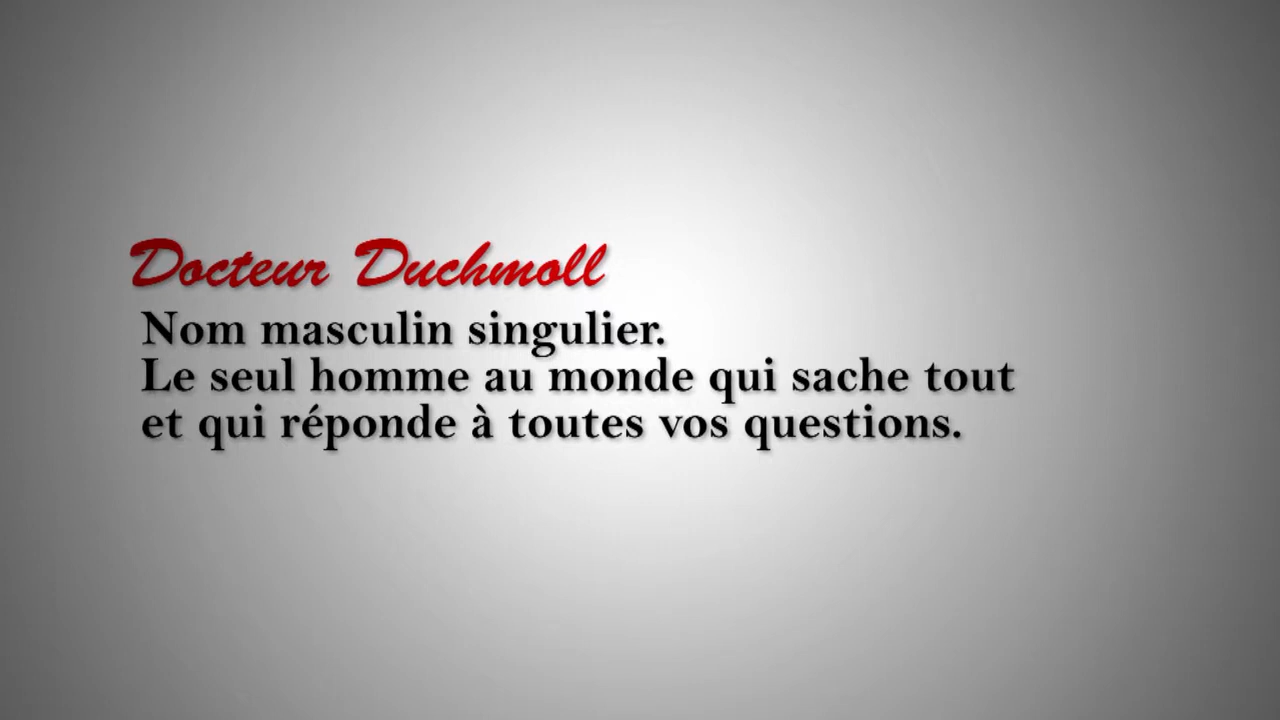 Docteur Duchmoll
Nom masculin singulier.
Le seul homme au monde qui sache tout
et qui réponde à toutes vos questions.